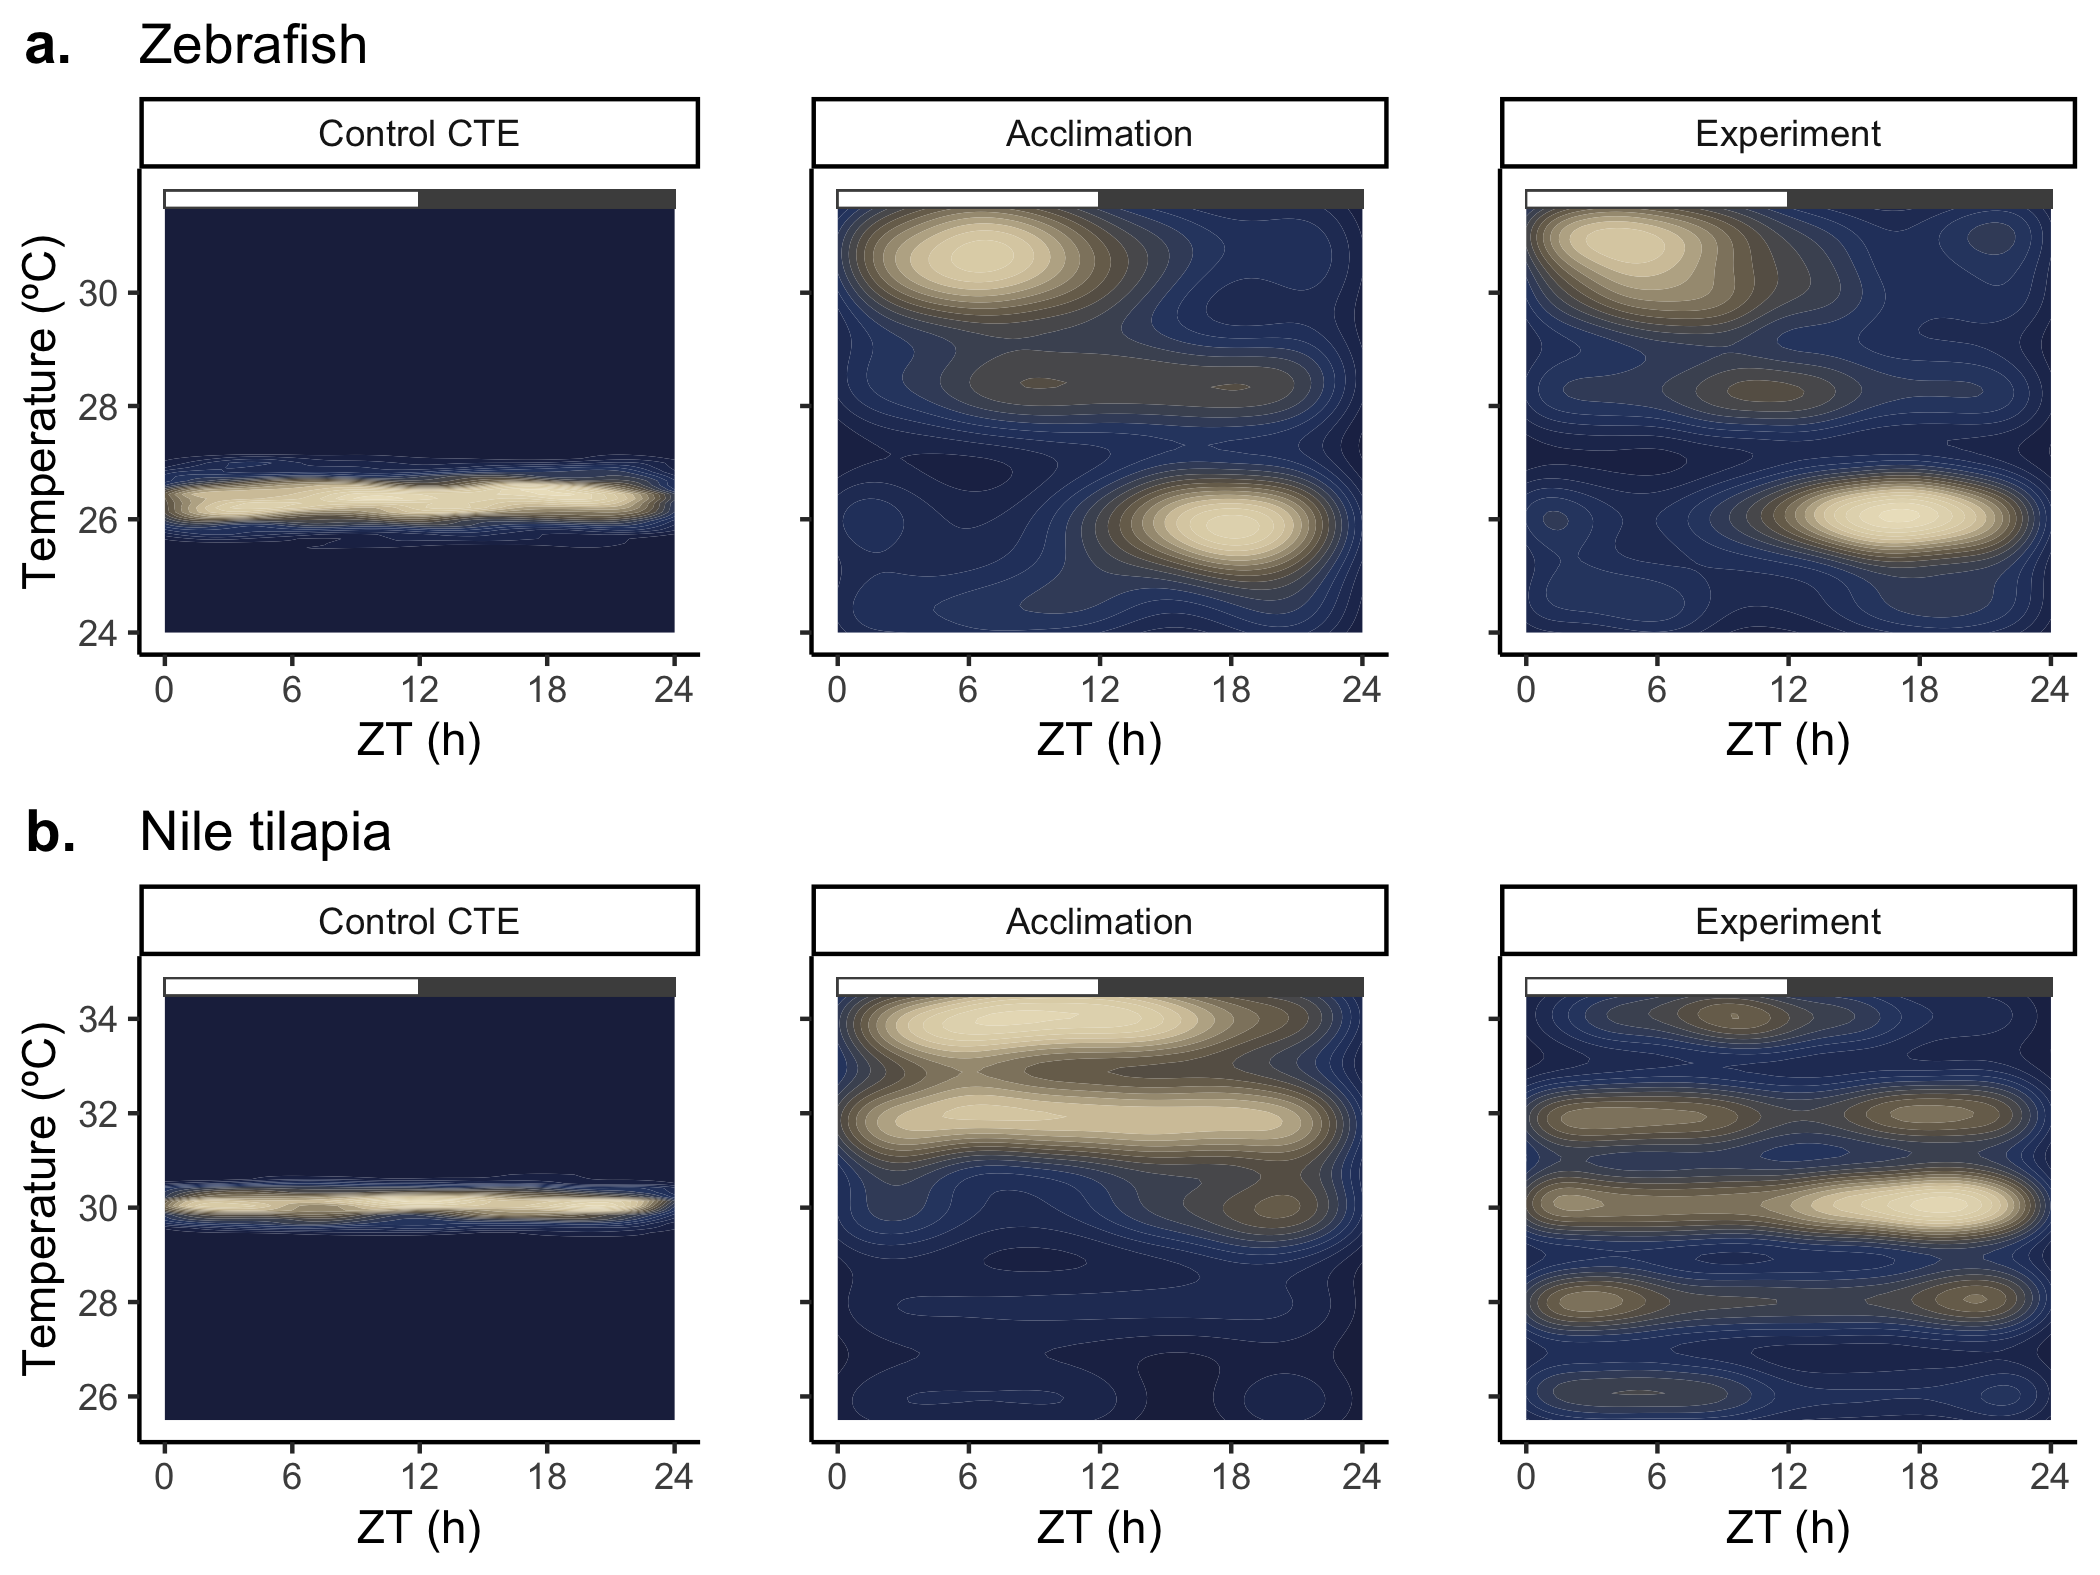 a. Zebrafish
Control CTE Acclimation Experiment
Temperature (ºC)
30
28
26
24
0 6 12 18 24 0 6 12 18 24 0 6 12 18 24
ZT (h) ZT (h) ZT (h)
b. Nile tilapia
Control CTE Acclimation Experiment
Temperature (ºC)
34
32
30
28
26
0 6 12 18 24 0 6 12 18 24 0 6 12 18 24
ZT (h) ZT (h) ZT (h)